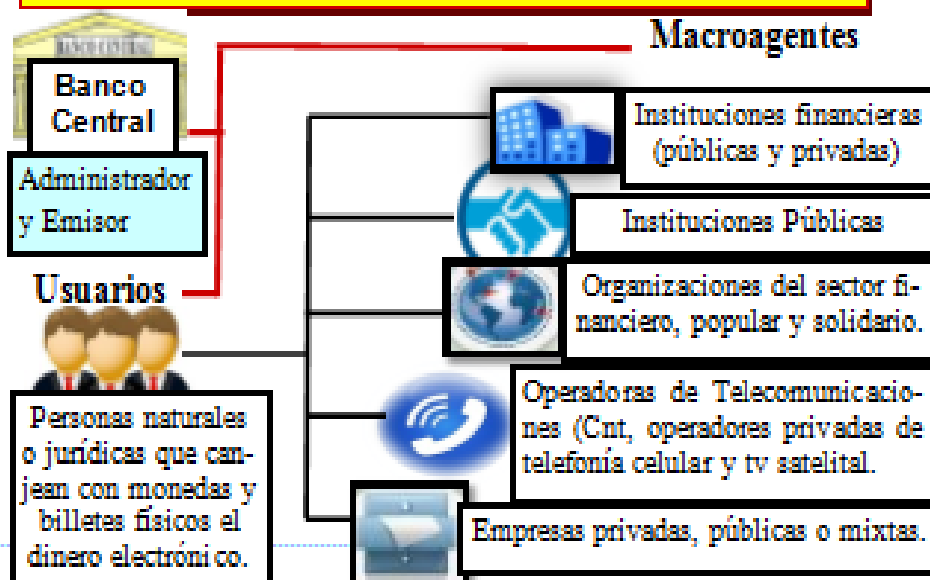 BANCO CENTRAL
Banco
Central
Administrador
y Emisor
Macroagentes
Instituciones financieras
(públicas y privadas)
Instituciones Públicas
Organizaciones del sector fi-
nanciero, popular y solidario.
Operadoras de Telecomunicacio-
nes (Cnt, operadores privadas de
telefonía celular y tv satelital.
Empresas privadas, públicas o mixtas.
Usuarios
Personas naturales
o jurídicas que can-
jean con monedas y
billetes físicos el
dinero electrónico.